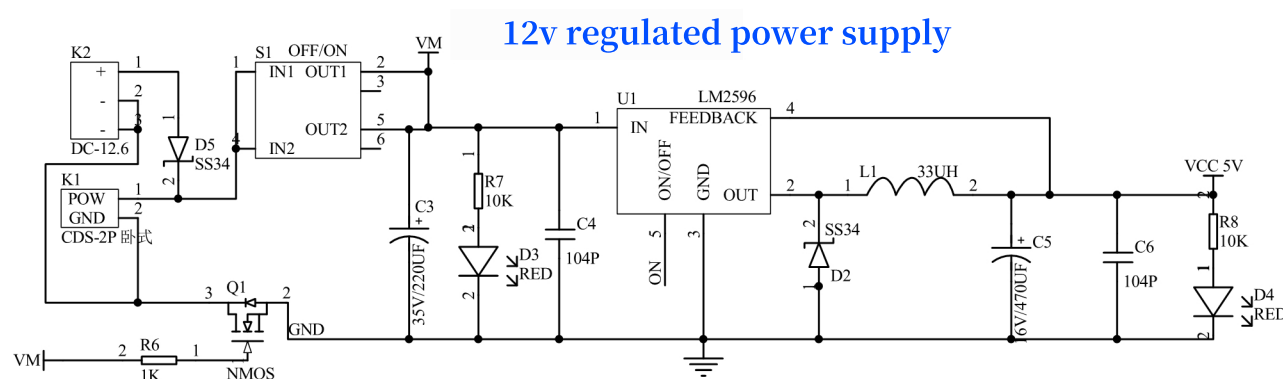 12v regulated power supply
VM
K2
S1 OFF/ON
+ 1
- 2
- 3
DC-12.6
1
D5
SS34
2
1 IN1 OUT1 2
3
OUT2 5
4 IN2 6
K1
POW 1
GND 2
CDS-2P 卧式
1
R7
10K
2
1
D3
RED
2
C3
+
35V/220UF
C4
104P
U1 LM2596
1 IN FEEDBACK 4
ON/OFF
GND
OUT 2
5
3
ON
L1 33UH
1 2
2
SS34
D2
1
+ C5
16V/470UF
C6
104P
VCC 5V
2
R8
10K
1
D4
RED
2
3 Q1 2
GND
VM 2 R6 1
1K NMOS